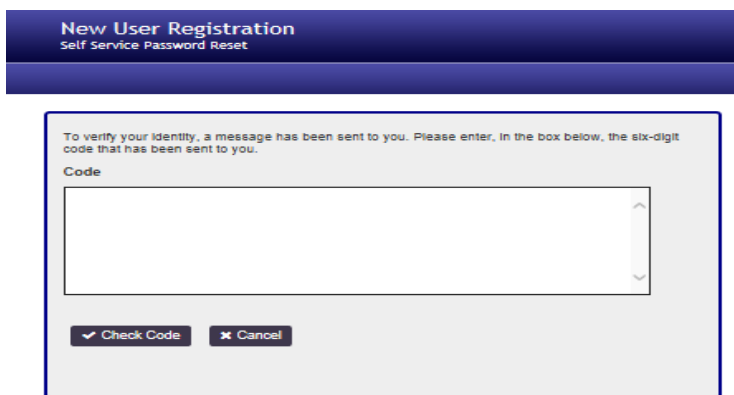 New User Registration
Self Service Password Reset
To verify your identity, a message has been sent to you. Please enter, in the box below, the six-digit
code that has been sent to you.
Code
Check Code
Cancel